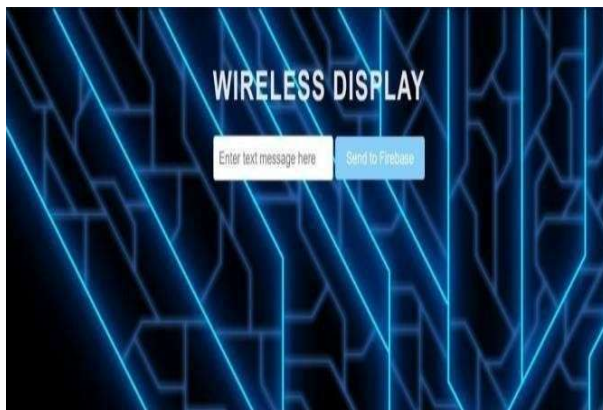 WIRELESS DISPLAY
Enter text message here
Send to Firebase